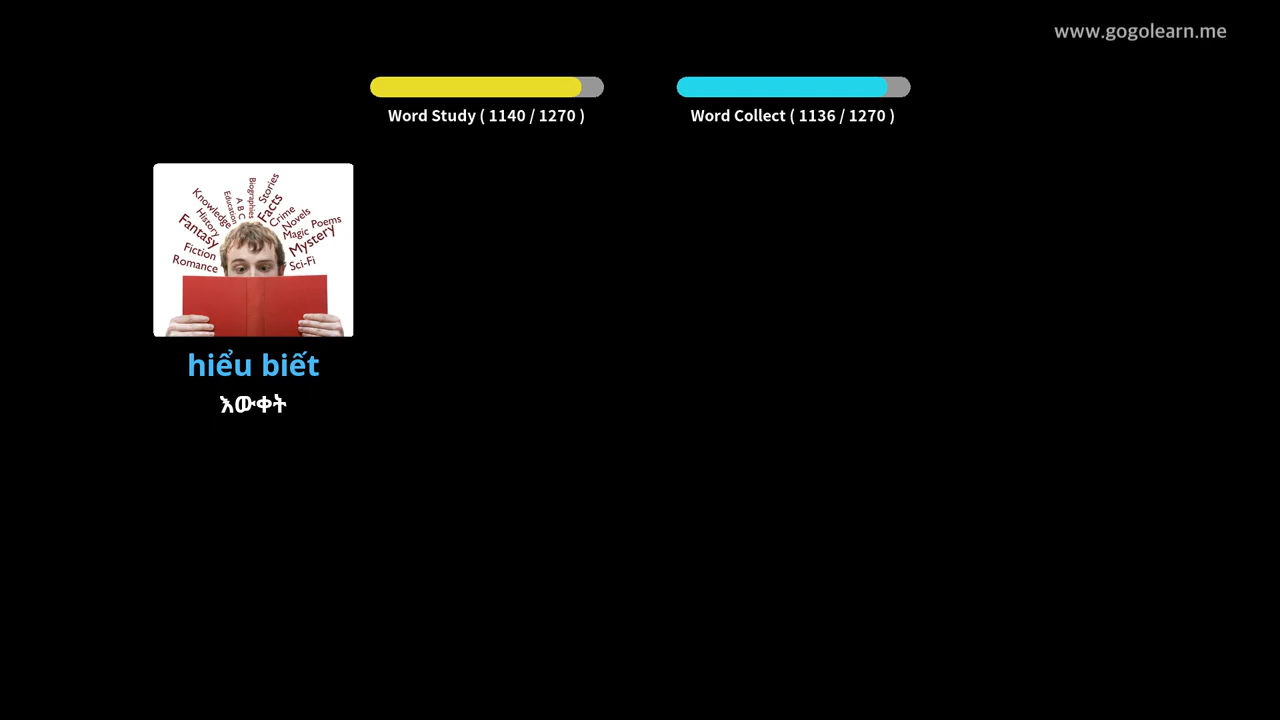 www.gogolearn.me
Word Study ( 1140 / 1270 )
Word Collect ( 1136 / 1270 )
Knowledge
History
Fantasy
Fiction
Romance
Education
A B C
Biographies
Stories
Facts
Crime
Novels
Magic
Poems
Mystery
Sci-Fi
hiểu biết
እውቀት